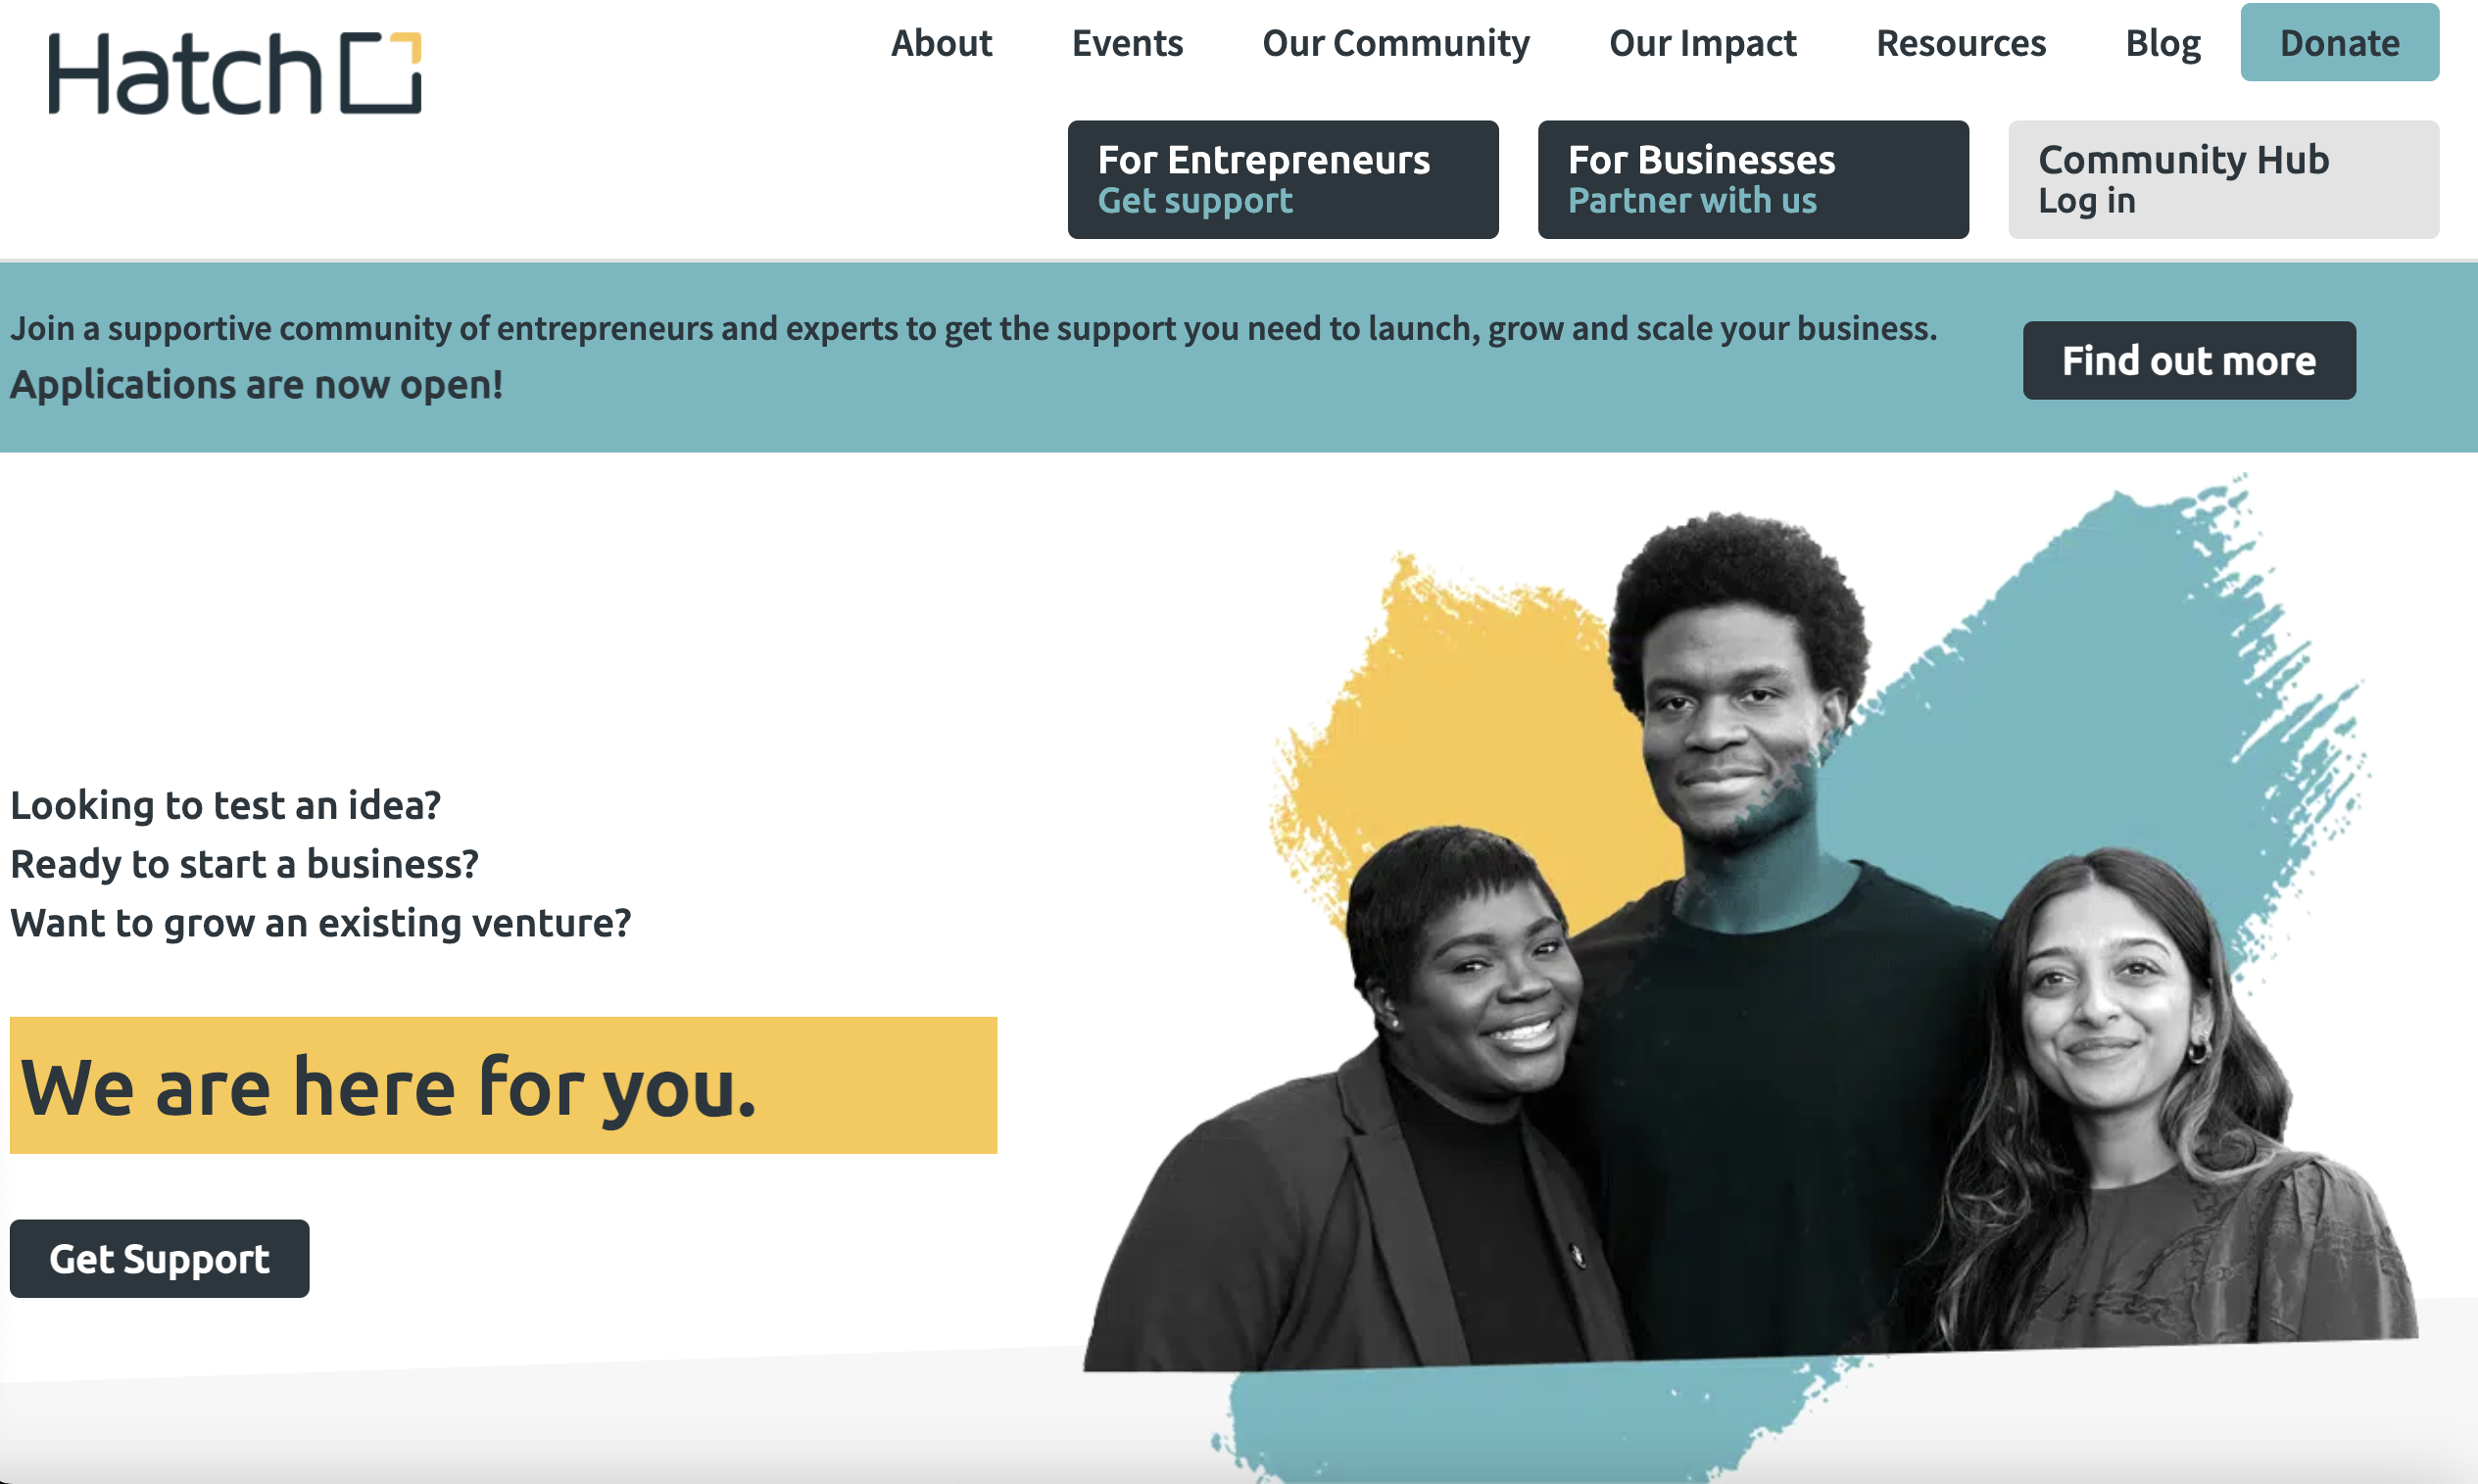 Hatch
About
Events
Our Community
Our Impact
Resources
Blog
Donate
For Entrepreneurs
Get support
For Businesses
Partner with us
Community Hub
Log in
Join a supportive community of entrepreneurs and experts to get the support you need to launch, grow and scale your business.
Applications are now open!
Find out more
Looking to test an idea?
Ready to start a business?
Want to grow an existing venture?
We are here for you.
Get Support